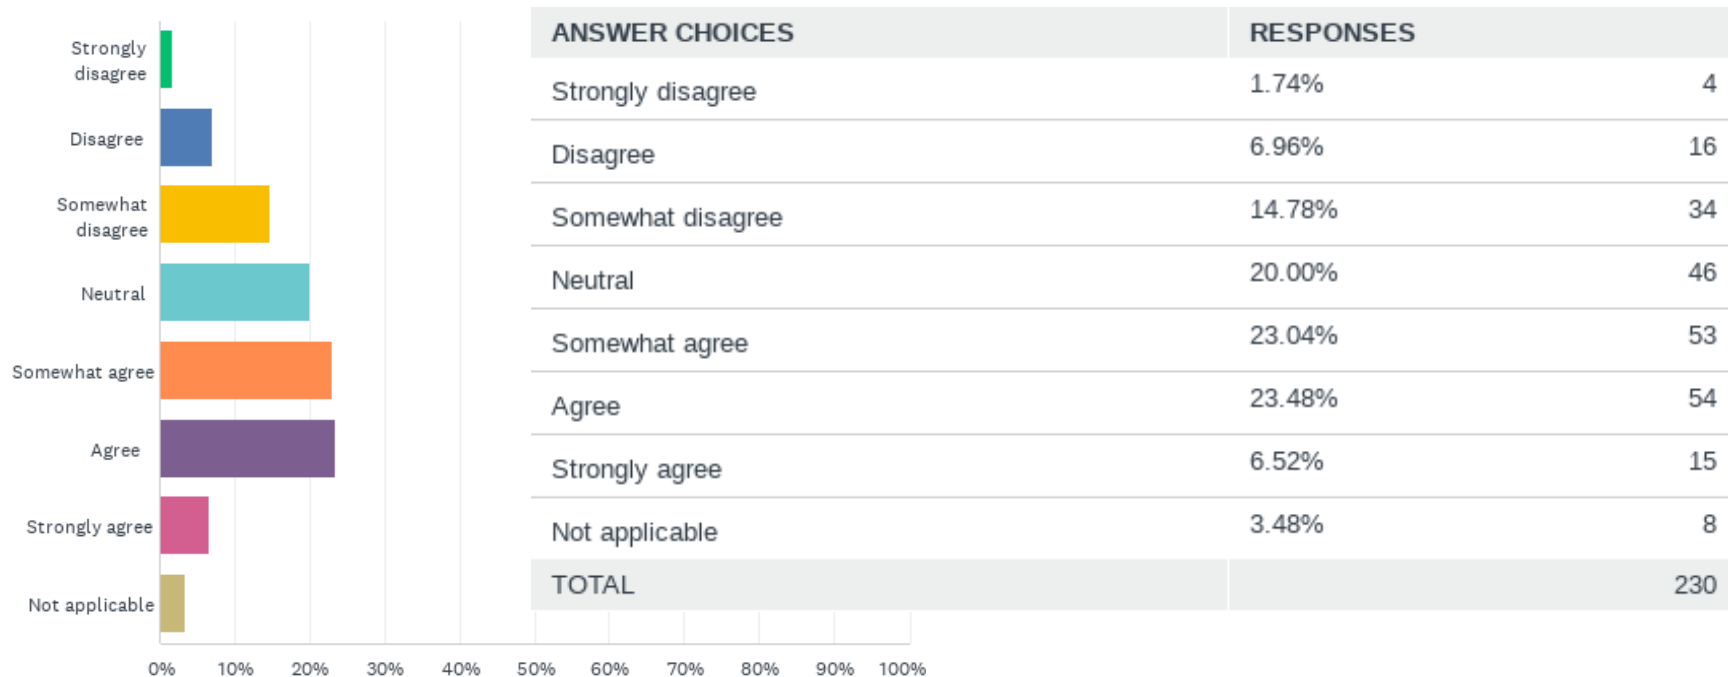 Strongly
disagree
Disagree
Somewhat
disagree
Neutral
Somewhat agree
Agree
Strongly agree
Not applicable
0% 10% 20% 30% 40% 50% 60% 70% 80% 90% 100%
ANSWER CHOICES RESPONSES
Strongly disagree 1.74% 4
Disagree 6.96% 16
Somewhat disagree 14.78% 34
Neutral 20.00% 46
Somewhat agree 23.04% 53
Agree 23.48% 54
Strongly agree 6.52% 15
Not applicable 3.48% 8
TOTAL 230